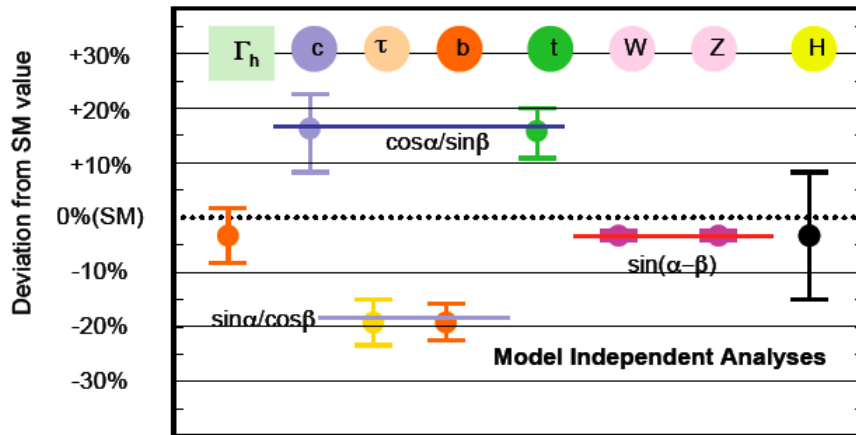 Deviation from SM value
+30%
+20%
+10%
0%(SM)
-10%
-20%
-30%
Γh c τ b t W Z H
cosα/sinβ
sin(α−β)
sinα/cosβ
Model Independent Analyses